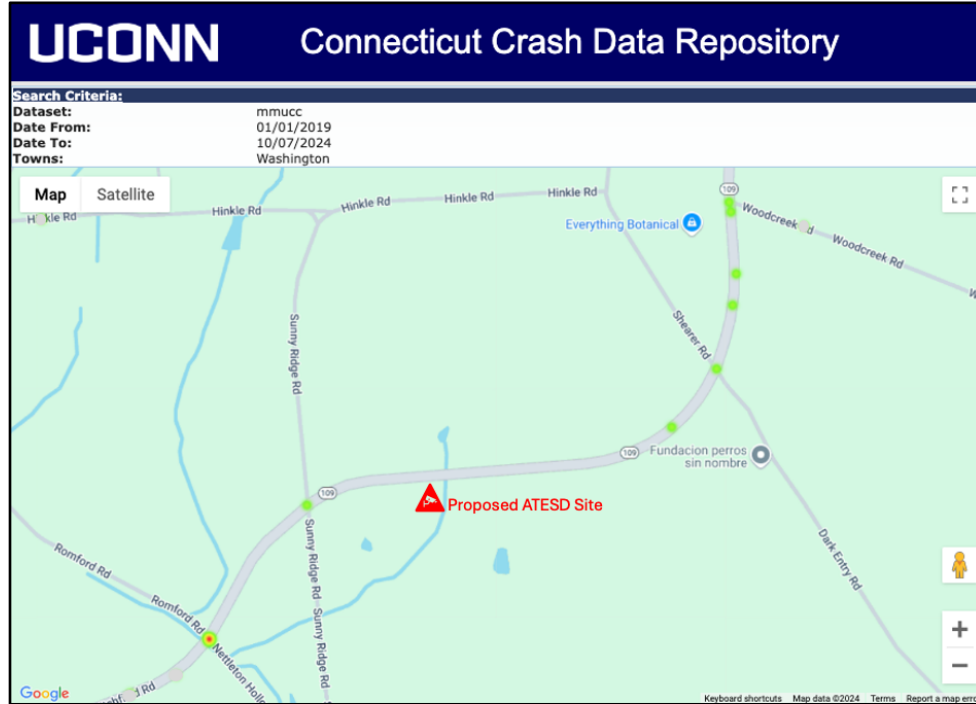 UCONN Connecticut Crash Data Repository
Search Criteria:
Dataset: mmucc
Date From: 01/01/2019
Date To: 10/07/2024
Towns: Washington
Map Satellite
Hinkle Rd
Hinkle Rd
Hinkle Rd
Hinkle Rd
Hinkle Rd
109
Everything Botanical
Woodcreek Rd
Woodcreek Rd
Sunny Ridge Rd
Shearer Rd
109
Fundacion perros
sin nombre
109
Proposed ATESD Site
Sunny Ridge Rd
Sunny Ridge Rd
Dark Entry Rd
Romford Rd
Romford Rd
Nettleton Hollow
Rd
Google
Keyboard shortcuts Map data ©2024 Terms Report a map error